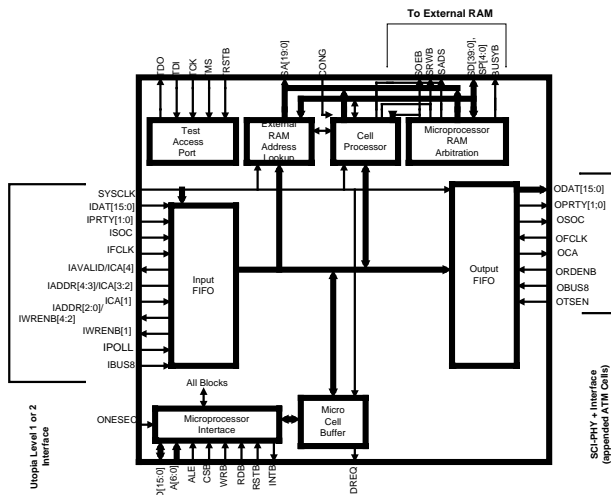 To External RAM
TDO
TDI
TCK
TMS
TRSTB
SA[19:0]
CONG
SOEB
SRWB
SADS
SD[39:0],
SP[4:0]
BUSYB
Test
Access
Port
External
RAM
Address
Lookup
Cell
Processor
Microprocessor
RAM
Arbitration
SYSCLK
IDAT[15:0]
IPRTY[1:0]
ISOC
IFCLK
IAVALID/ICA[4]
IADDR[4:3]/ICA[3:2]
ICA[1]
IADDR[2:0]/
IWRENB[4:2]
IWRENB[1]
IPOLL
IBUS8
Input
FIFO
Output
FIFO
ODAT[15:0]
OPRTY[1;0]
OSOC
OFCLK
OCA
ORDENB
OBUS8
OTSEN
All Blocks
ONESEC
Microprocessor
Interface
Micro
Cell
Buffer
D[15:0]
A[6:0]
ALE
CSB
WRB
RDB
RSTB
INTB
DREQ
Utopia Level 1 or 2
Interface
SCI-PHY + Interface
(appended ATM Cells)